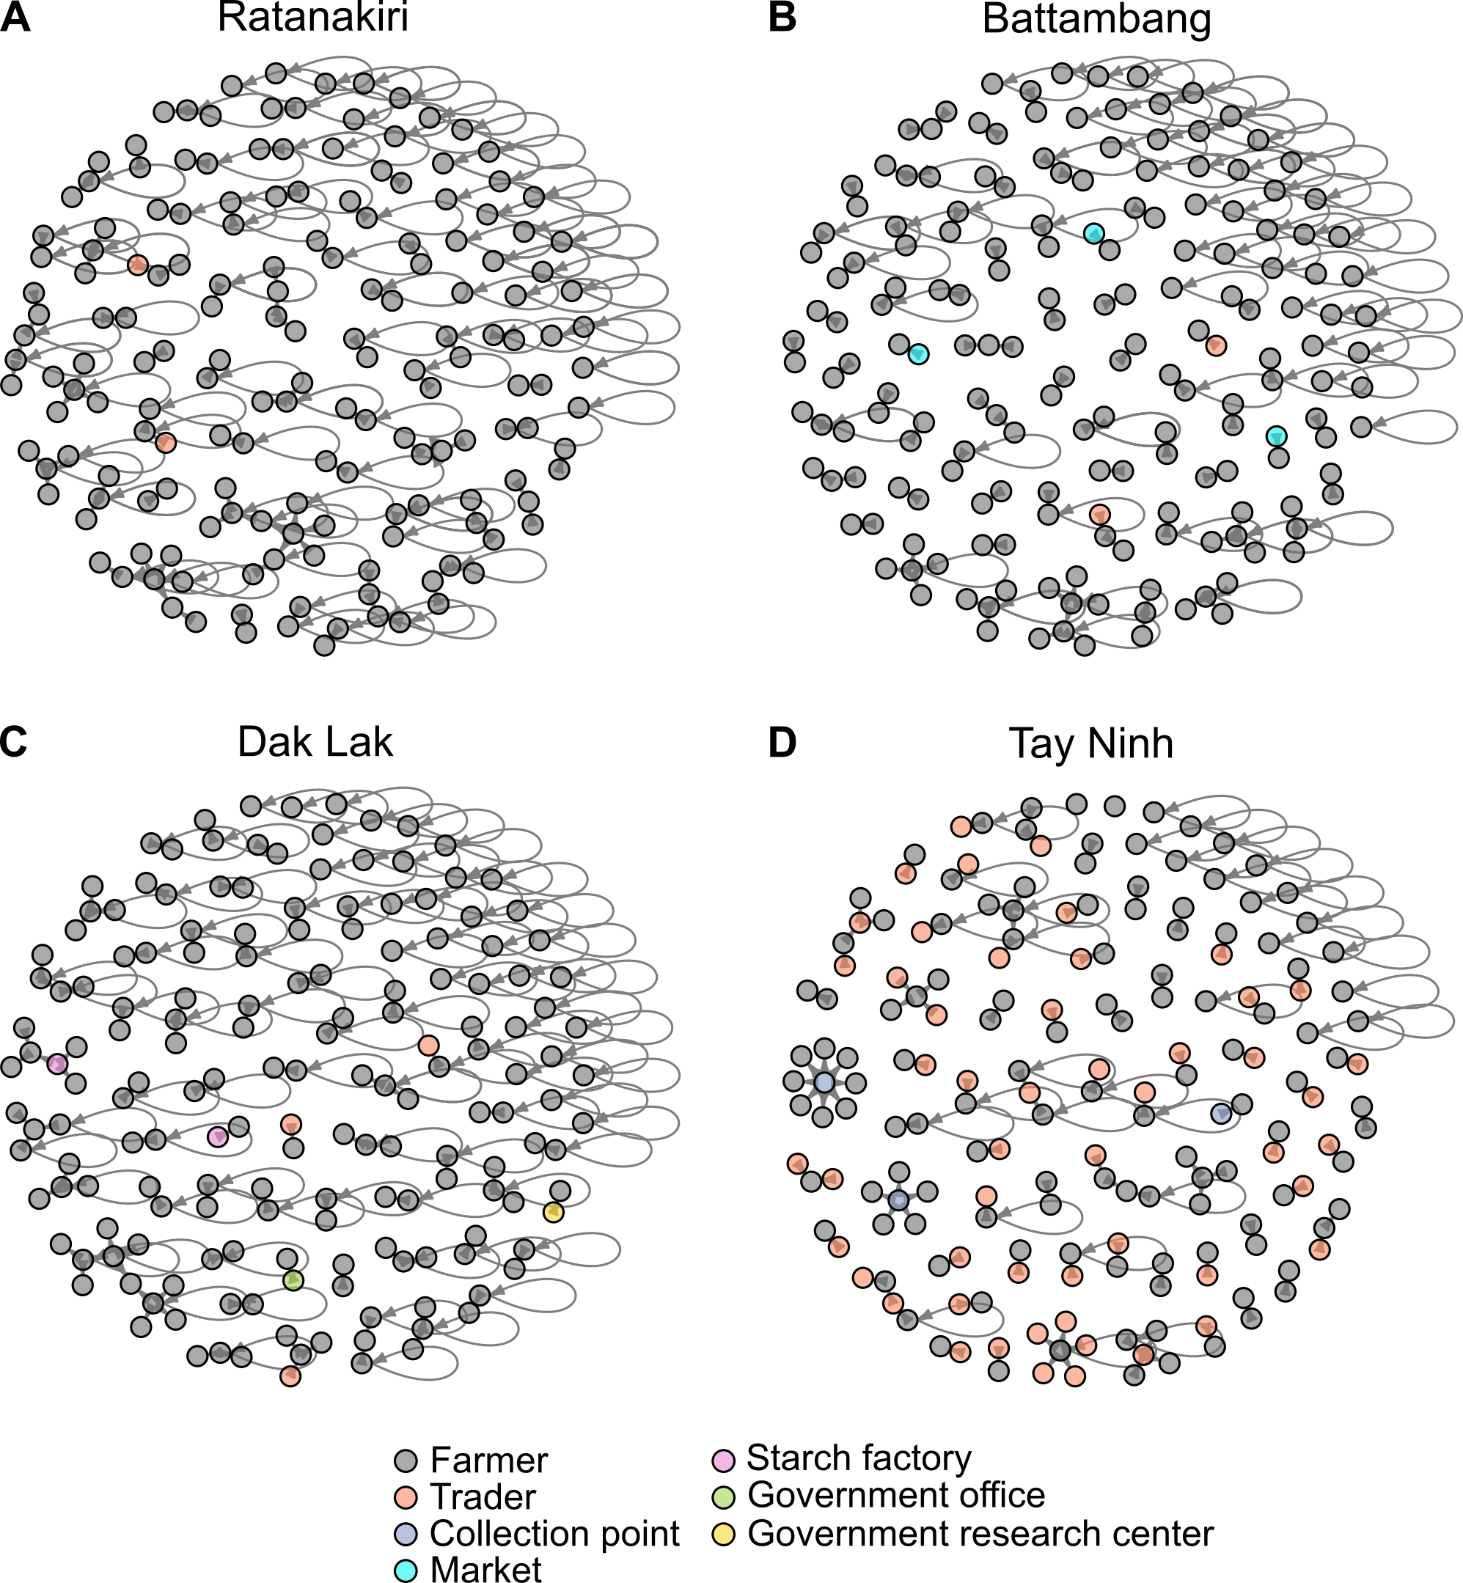 A Ratanakiri
B Battambang
C Dak Lak
D Tay Ninh
Farmer
Trader
Collection point
Market
Starch factory
Government office
Government research center